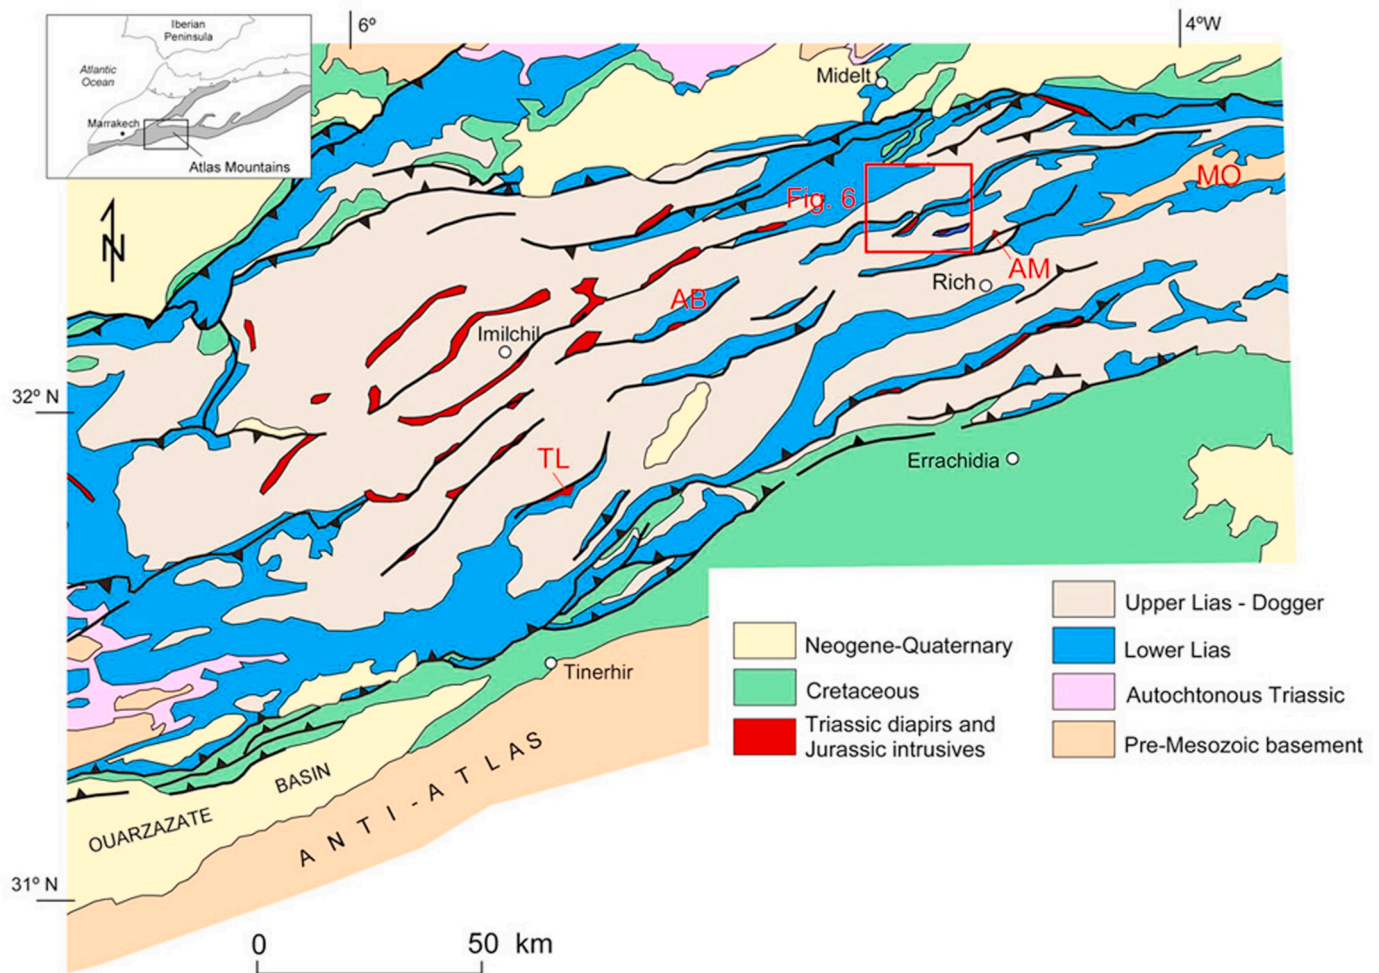 Iberian
Peninsula
Atlantic
Ocean
Marrakech
Atlas Mountains
6º
4ºW
Midelt
MO
Fig. 6
N
AM
Rich
AB
Imilchil
32º N
TL
Errachidia
Tinerhir
BASIN
OUARZAZATE
ANTI-ATLAS
31º N
0 50 km
Neogene-Quaternary
Cretaceous
Triassic diapirs and
Jurassic intrusives
Upper Lias - Dogger
Lower Lias
Autochtonous Triassic
Pre-Mesozoic basement